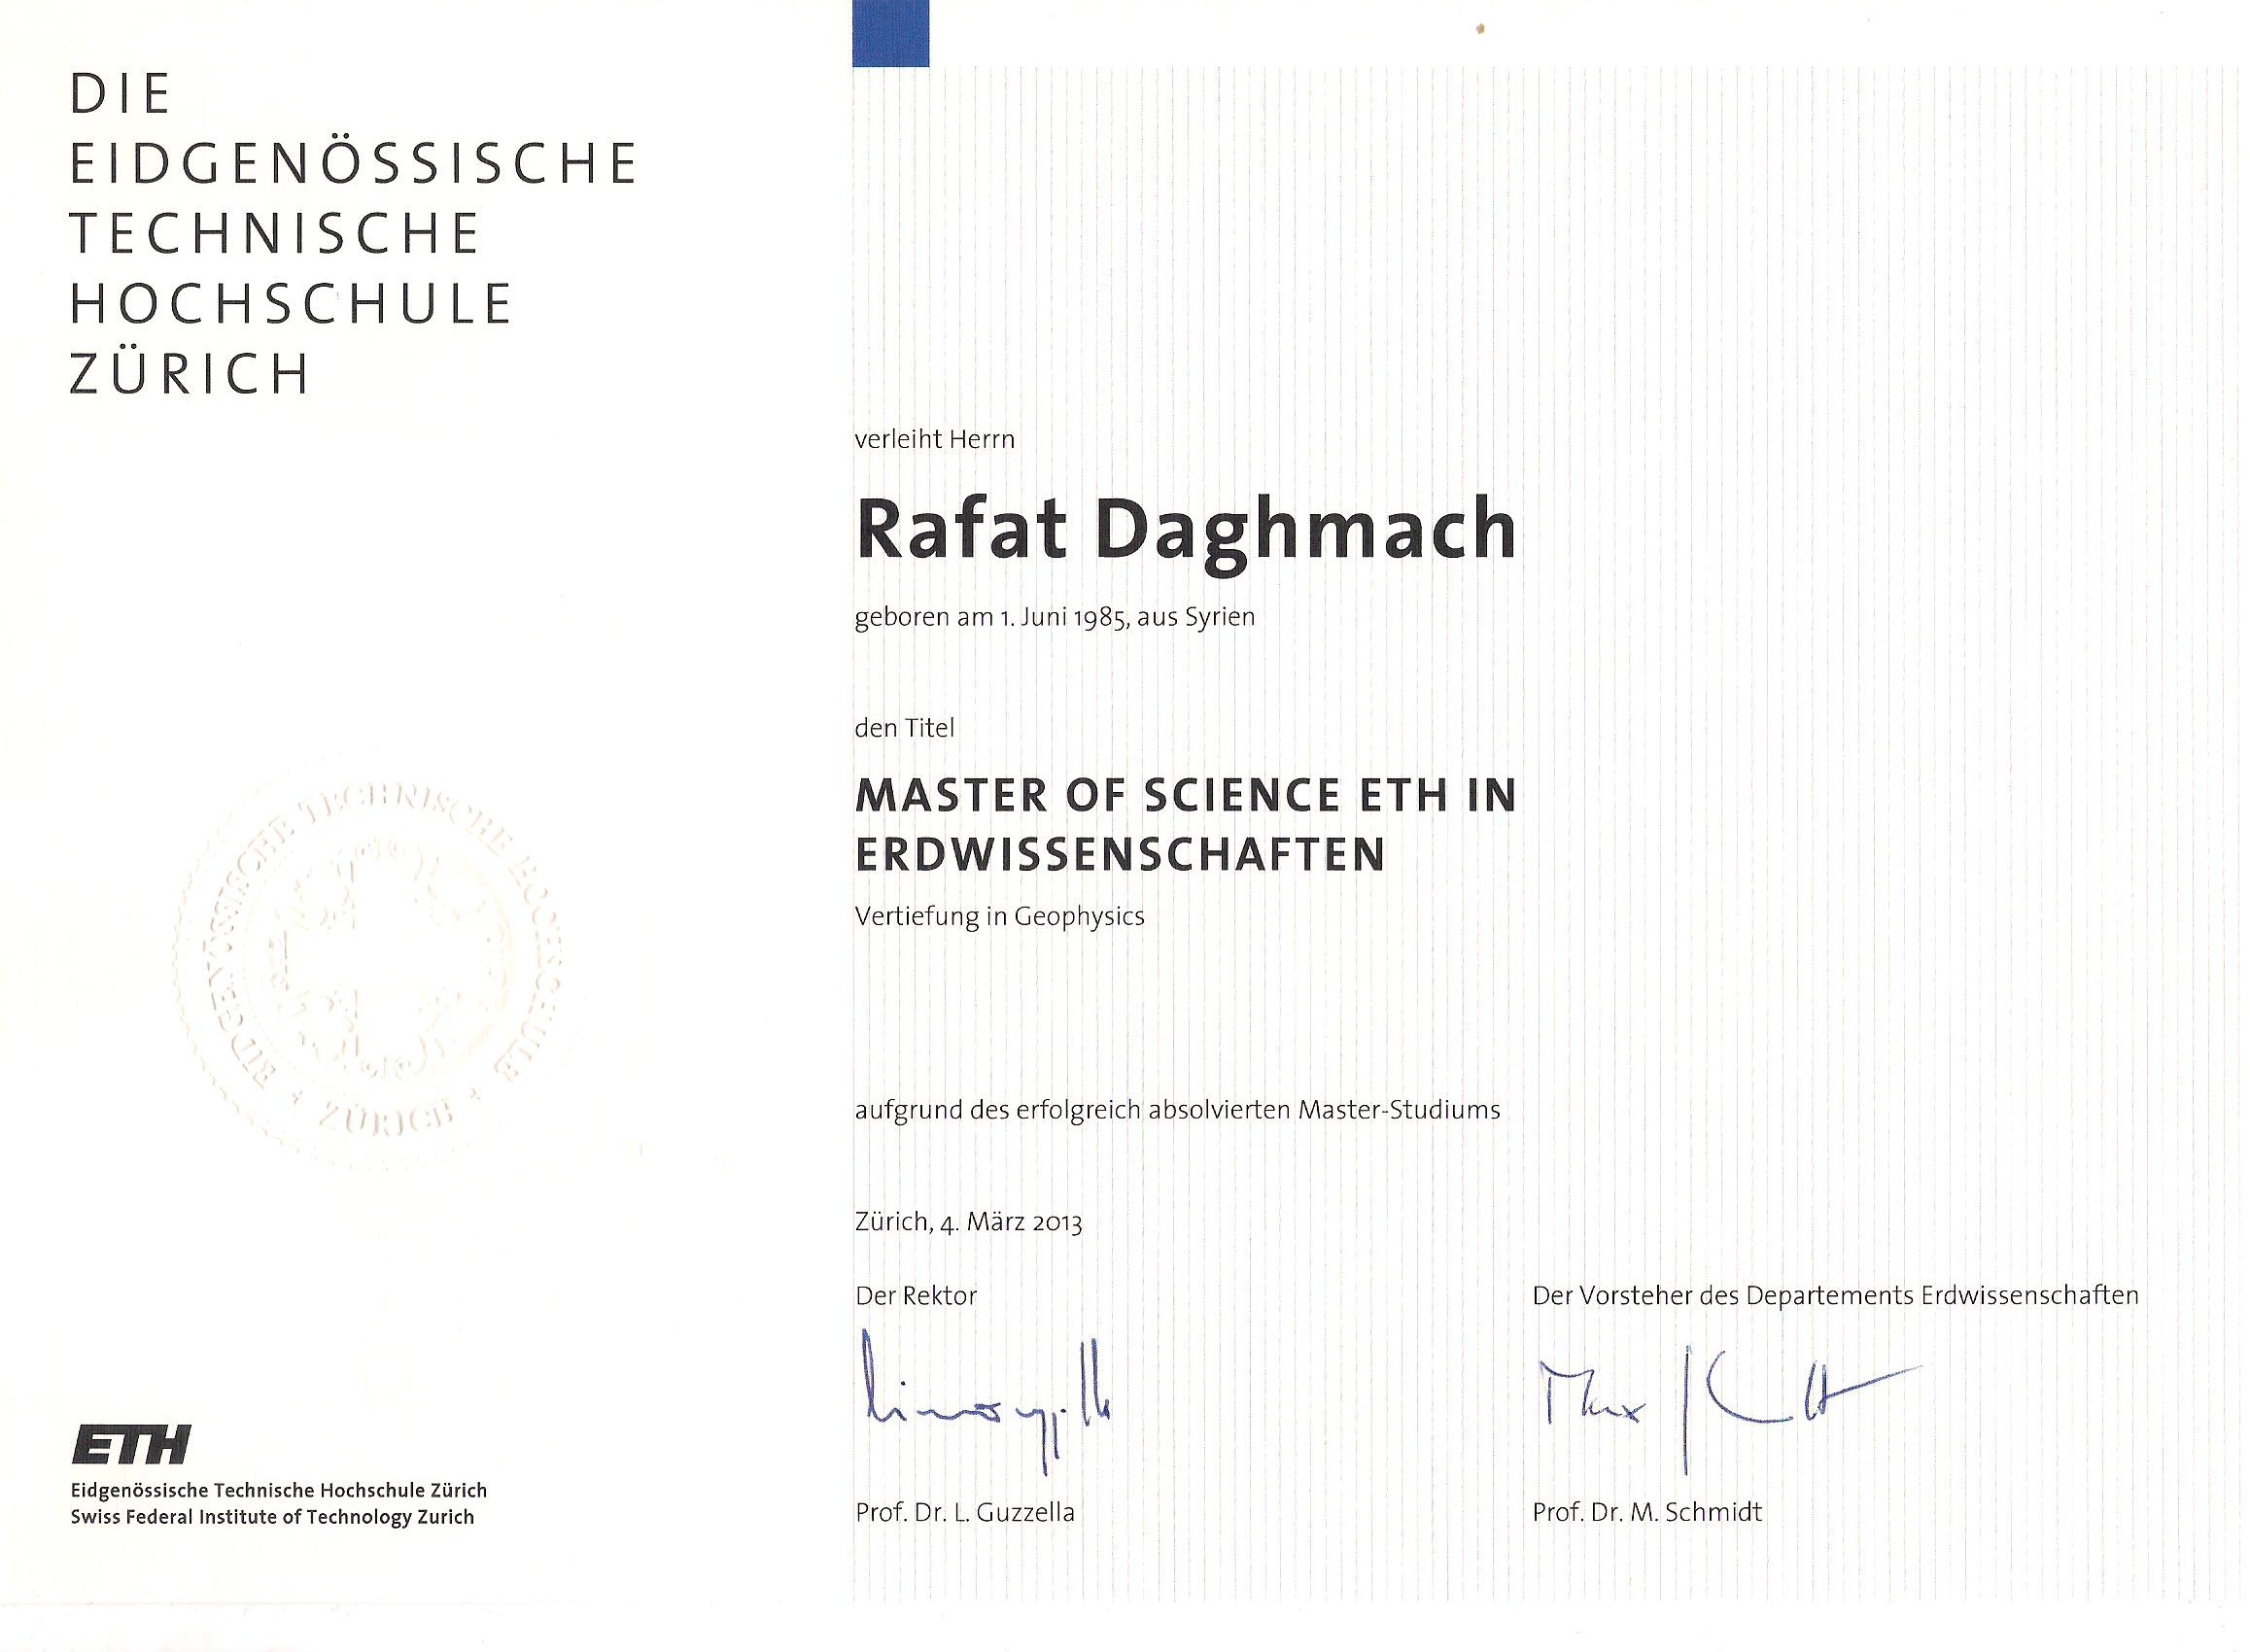 DIE
EIDGENÖSSISCHE
TECHNISCHE
HOCHSCHULE
ZÜRICH
verleiht Herrn
Rafat Daghmach
geboren am 1. Juni 1985, aus Syrien
den Titel
MASTER OF SCIENCE ETH IN
ERDWISSENSCHAFTEN
Vertiefung in Geophysics
EIDGENÖSSISCHE TECHNISCHE HOCHSCHULE
ZÜRICH
aufgrund des erfolgreich absolvierten Master-Studiums
Zürich, 4. März 2013
Der Rektor
Der Vorsteher des Departements Erdwissenschaften
Prof. Dr. L. Guzzella
Prof. Dr. M. Schmidt
ETH
Eidgenössische Technische Hochschule Zürich
Swiss Federal Institute of Technology Zurich